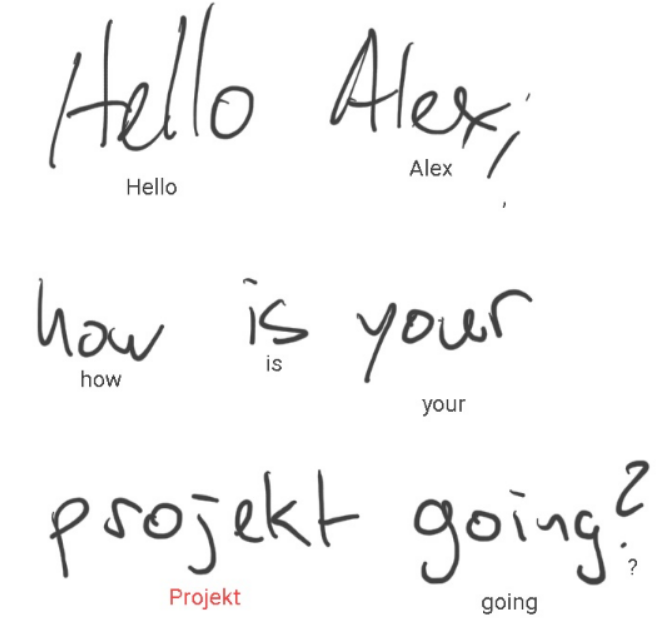 Hello Alex,
Hello Alex
,
how is your
how is your
projekt going?
Projekt going ?